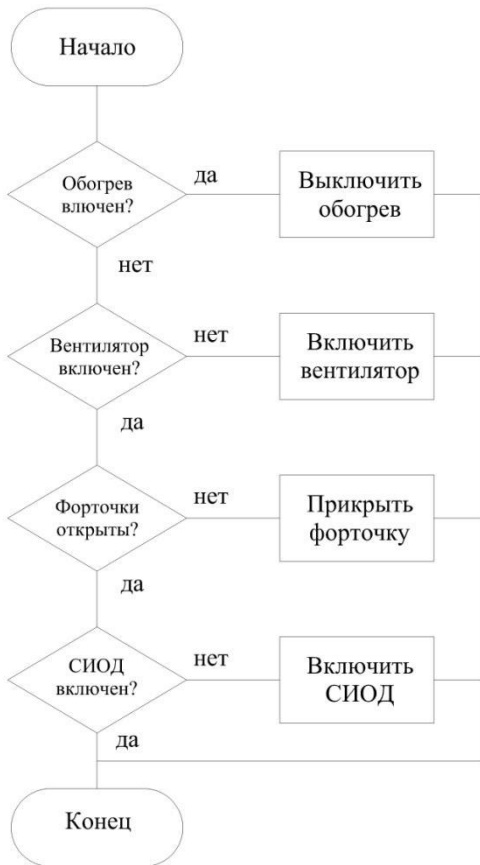 Начало
Обогрев
влючен?
да
Выключить
обогрев
нет
Вентилятор
включен?
нет
Включить
вентилятор
да
Форточки
открыты?
нет
Прикрыть
форточку
да
СИОД
включен?
нет
Включить
СИОД
да
Конец